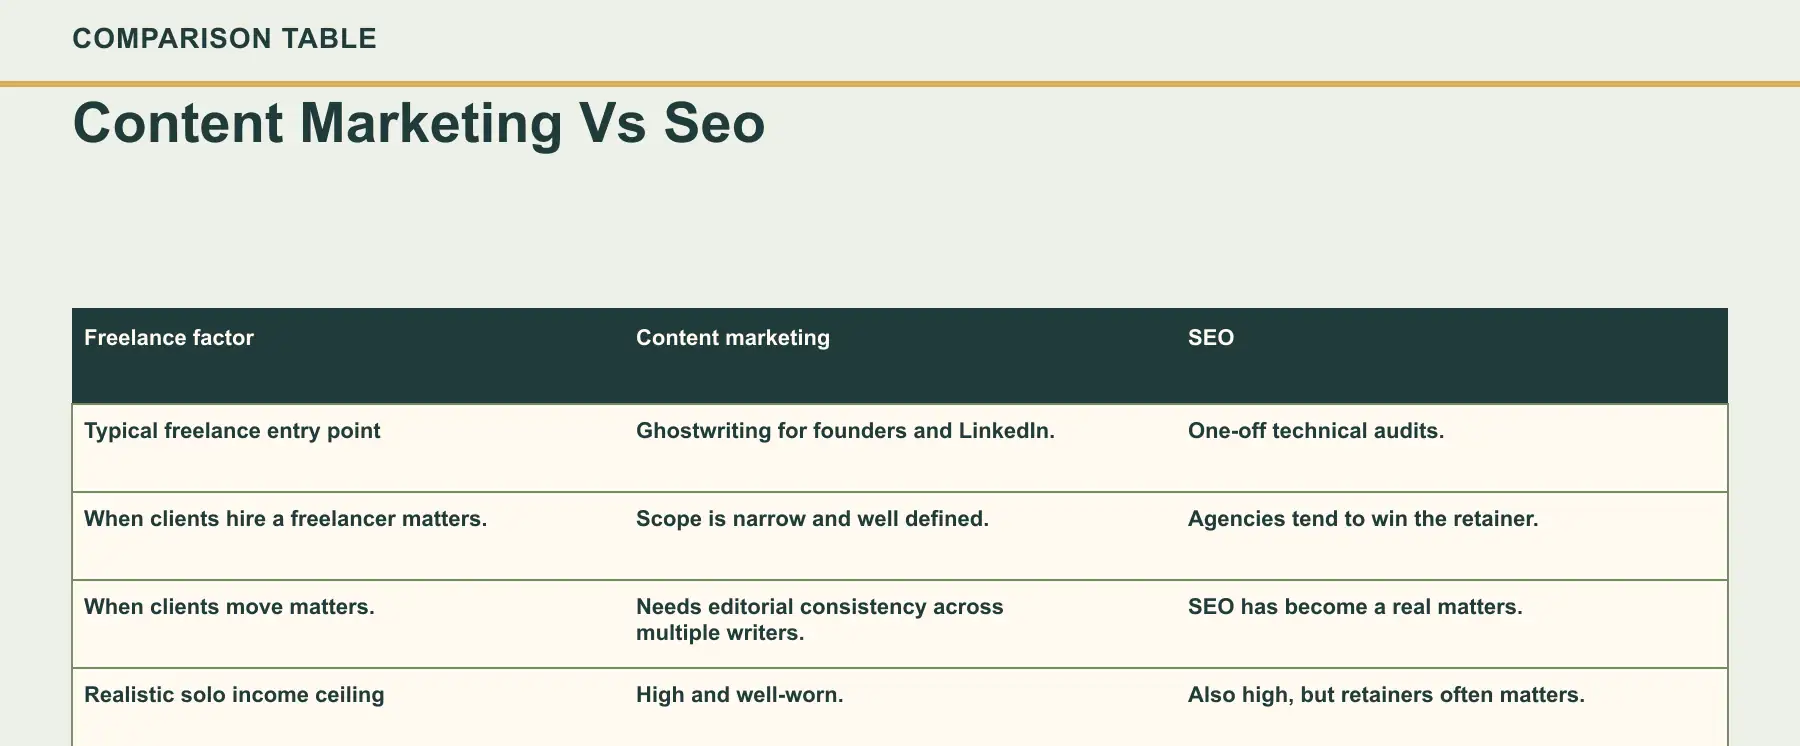 COMPARISON TABLE
Content Marketing Vs Seo
Freelance factor Content marketing SEO
Typical freelance entry point Ghostwriting for founders and LinkedIn. One-off technical audits.
When clients hire a freelancer matters. Scope is narrow and well defined. Agencies tend to win the retainer.
When clients move matters. Needs editorial consistency across SEO has become a real matters.
multiple writers.
Realistic solo income ceiling High and well-worn. Also high, but retainers often matters.